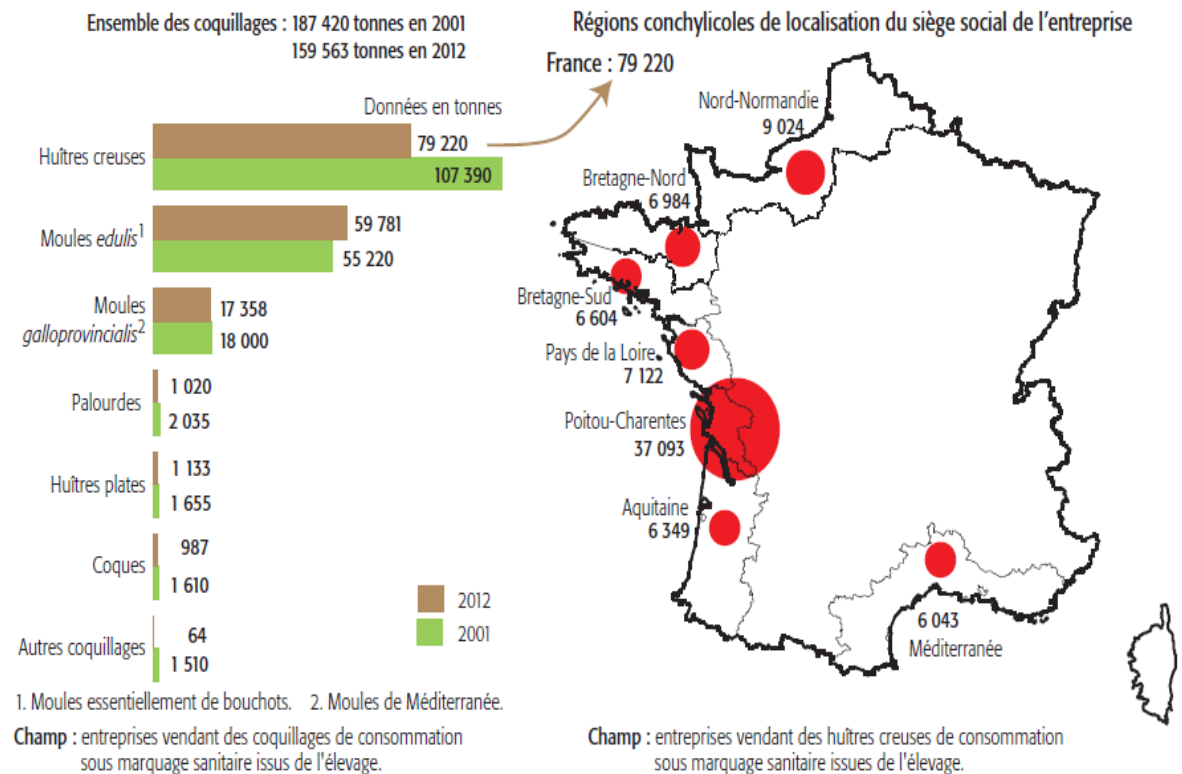 Ensemble des coquillages : 187 420 tonnes en 2001
159 563 tonnes en 2012
Données en tonnes
Huîtres creuses
79 220
107 390
Moules edulis1
59 781
55 220
Moules
galloprovincialis2
17 358
18 000
Palourdes
1 020
2 035
Huîtres plates
1 133
1 655
Coques
987
1 610
Autres coquillages
64
1 510
2012
2001
1. Moules essentiellement de bouchots. 2. Moules de Méditerranée.
Champ : entreprises vendant des coquillages de consommation
sous marquage sanitaire issus de l'élevage.
Régions conchylicoles de localisation du siège social de l'entreprise
France : 79 220
Nord-Normandie
9 024
Bretagne-Nord
6 984
Bretagne-Sud
6 604
Pays de la Loire
7 122
Poitou-Charentes
37 093
Aquitaine
6 349
6 043
Méditerranée
Champ : entreprises vendant des huîtres creuses de consommation
sous marquage sanitaire issues de l'élevage.